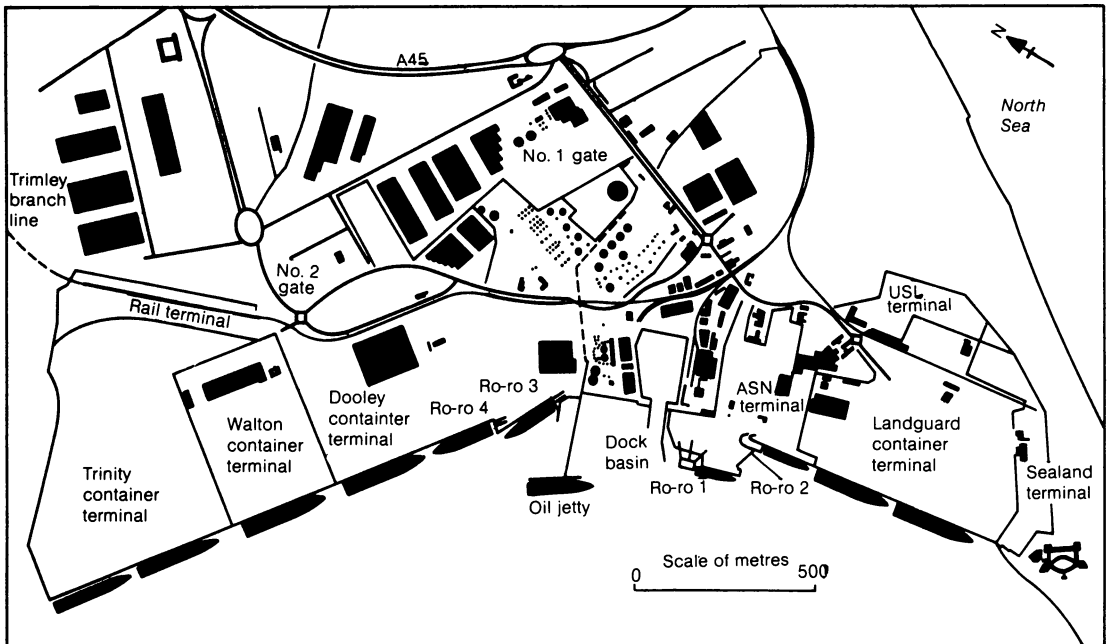 A45
N
North
Sea
Trimley
branch
line
No. 1 gate
No. 2
gate
Rail terminal
USL
terminal
Ro-ro 3
Ro-ro 4
Dooley
containter
terminal
Walton
container
terminal
ASN
terminal
Landguard
container
terminal
Dock
basin
Trinity
container
terminal
Sealand
terminal
Ro-ro 1
Ro-ro 2
Oil jetty
Scale of metres
0 500